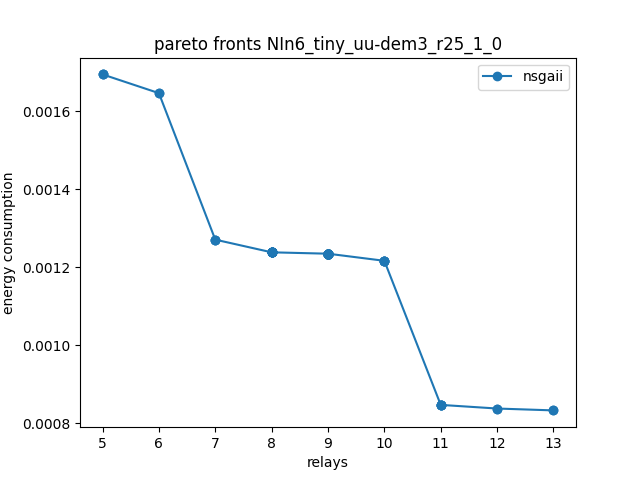 pareto fronts NIn6_tiny_uu-dem3_r25_1_0
nsgaii
energy consumption
0.0016
0.0014
0.0012
0.0010
0.0008
5 6 7 8 9 10 11 12 13
relays